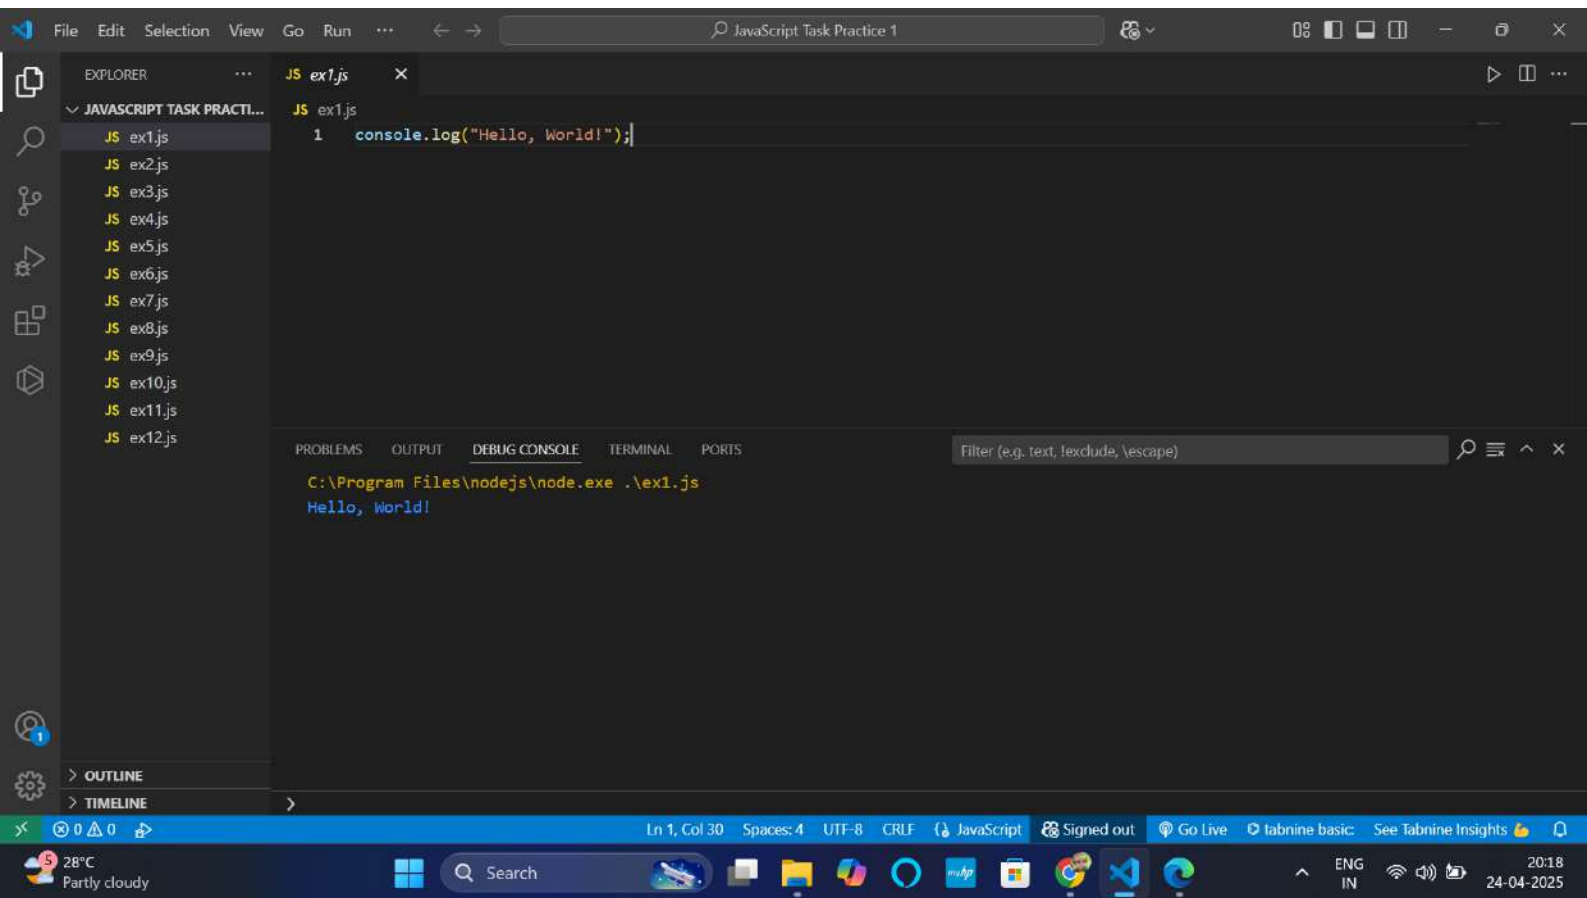 File Edit Selection View Go Run ···
JavaScript Task Practice 1
EXPLORER ···
JAVASCRIPT TASK PRACTI...
JS ex1.js
JS ex2.js
JS ex3.js
JS ex4.js
JS ex5.js
JS ex6.js
JS ex7.js
JS ex8.js
JS ex9.js
JS ex10.js
JS ex11.js
JS ex12.js
OUTLINE
TIMELINE
JS ex1.js
JS ex1.js
1 console.log("Hello, World!");
PROBLEMS OUTPUT DEBUG CONSOLE TERMINAL PORTS
Filter (e.g. text, !exclude, \escape)
C:\Program Files\nodejs\node.exe .\ex1.js
Hello, World!
1
0 0
Ln 1, Col 30 Spaces: 4 UTF-8 CRLF {} JavaScript Signed out Go Live tabnine basic: See Tabnine Insights
5
28°C
Partly cloudy
Search
myhp
ENG
IN
20:18
24-04-2025